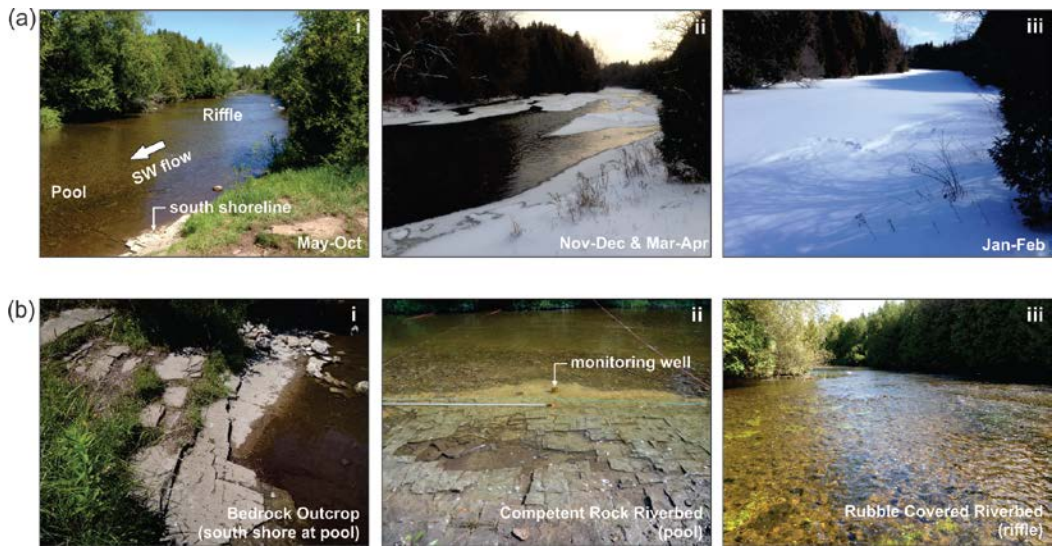 (a)
i
Riffle
SW flow
Pool
south shoreline
May-Oct
ii
Nov-Dec & Mar-Apr
iii
Jan-Feb
(b)
i
Bedrock Outcrop
(south shore at pool)
ii
monitoring well
Competent Rock Riverbed
(pool)
iii
Rubble Covered Riverbed
(riffle)